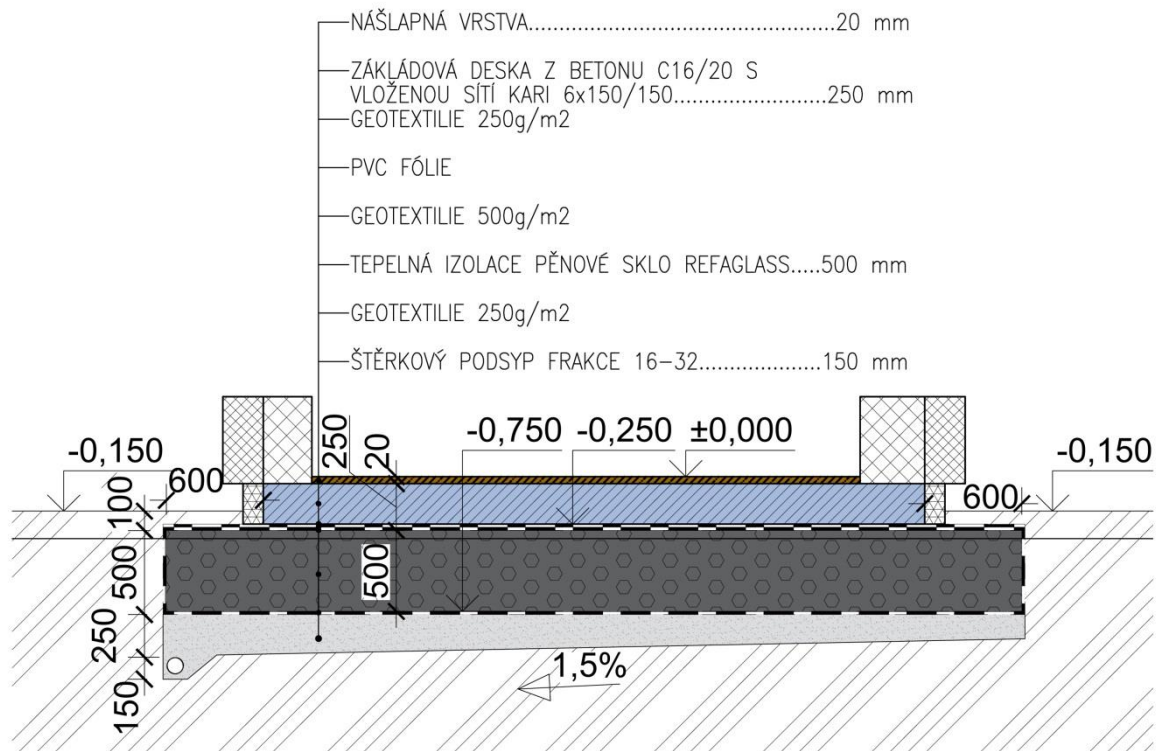 NÁŠLAPNÁ VRSTVA.........................................20 mm
ZÁKLÁDOVÁ DESKA Z BETONU C16/20 S
VLOŽENOU SÍTÍ KARI 6x150/150....................250 mm
GEOTEXTILIE 250g/m2
PVC FÓLIE
GEOTEXTILIE 500g/m2
TEPELNÁ IZOLACE PĚNOVÉ SKLO REFAGLASS.....500 mm
GEOTEXTILIE 250g/m2
ŠTĚRKOVÝ PODSYP FRAKCE 16-32................150 mm
-0,150
600
100
500
250
150
250
20
500
-0,750
-0,250
±0,000
-0,150
600
1,5%